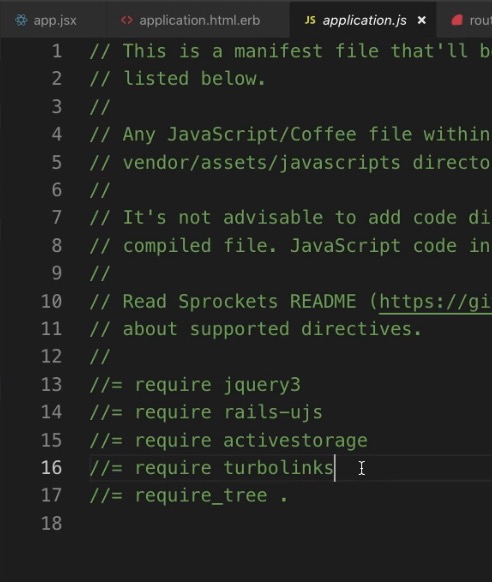 app.jsx <> application.html.erb JS application.js × rout
1 // This is a manifest file that'll b
2 // listed below.
3 //
4 // Any JavaScript/Coffee file within
5 // vendor/assets/javascripts directo
6 //
7 // It's not advisable to add code di
8 // compiled file. JavaScript code in
9 //
10 // Read Sprockets README (https://gi
11 // about supported directives.
12 //
13 //= require jquery3
14 //= require rails-ujs
15 //= require activestorage
16 //= require turbolinks
17 //= require_tree .
18